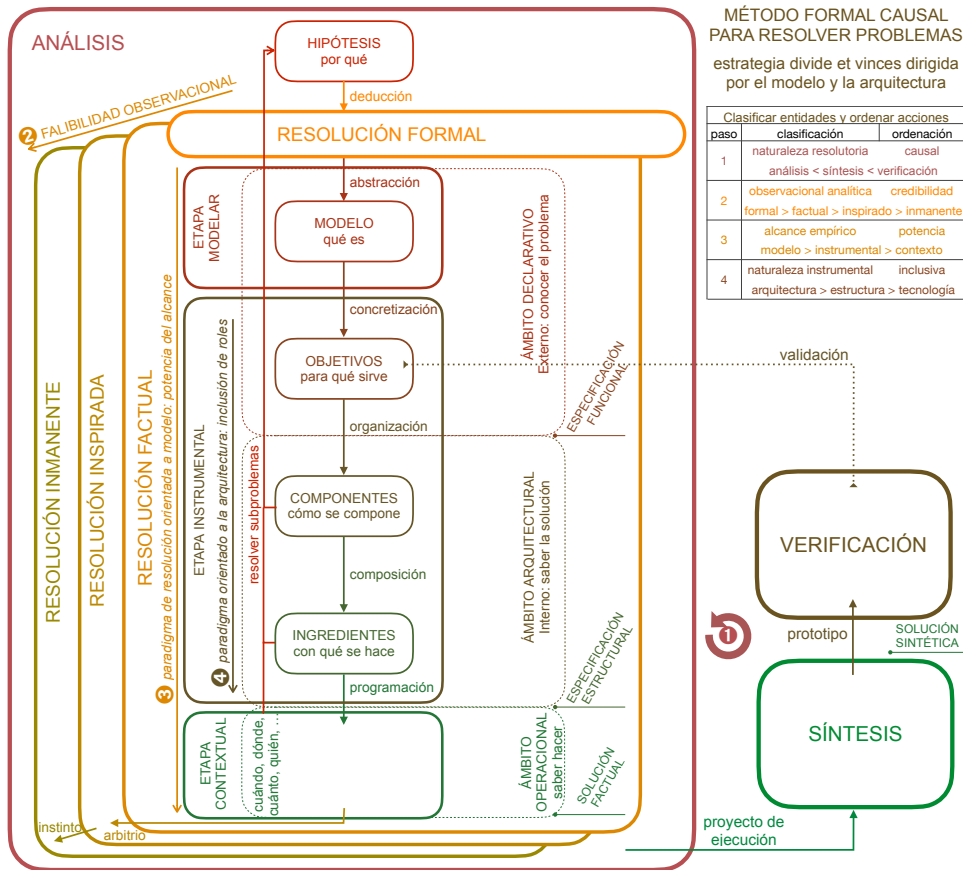 MÉTODO FORMAL CAUSAL
PARA RESOLVER PROBLEMAS
estrategia divide et vinces dirigida
por el modelo y la arquitectura
Clasificar entidades y ordenar acciones
paso clasificación ordenación
1 naturaleza resolutoria causal
análisis < síntesis < verificación
2 observacional analítica credibilidad
formal > factual > inspirado > inmanente
3 alcance empírico potencia
modelo > instrumental > contexto
4 naturaleza instrumental inclusiva
arquitectura > estructura > tecnología
ANÁLISIS
HIPÓTESIS
por qué
deducción
2 FALIBILIDAD OBSERVACIONAL
RESOLUCIÓN FORMAL
RESOLUCIÓN INMANENTE
RESOLUCIÓN INSPIRADA
RESOLUCIÓN FACTUAL
3 paradigma de resolución orientada a modelo: potencia del alcance
ETAPA
MODELAR
abstracción
MODELO
qué es
concretización
ETAPA INSTRUMENTAL
4 paradigma orientado a la arquitectura: inclusión de roles
OBJETIVOS
para qué sirve
organización
resolver subproblemas
COMPONENTES
cómo se compone
composición
INGREDIENTES
con qué se hace
programación
ETAPA
CONTEXTUAL
cuándo, dónde,
cuánto, quién, ...
ÁMBITO DECLARATIVO
Externo: conocer el problema
ESPECIFICACIÓN
FUNCIONAL
ÁMBITO ARQUITECTURAL
Interno: saber la solución
ESPECIFICACIÓN
ESTRUCTURAL
ÁMBITO
OPERACIONAL
saber hacer
SOLUCIÓN
FACTUAL
instinto
arbitrio
validación
VERIFICACIÓN
1
prototipo
SOLUCIÓN
SINTÉTICA
SÍNTESIS
proyecto de
ejecución